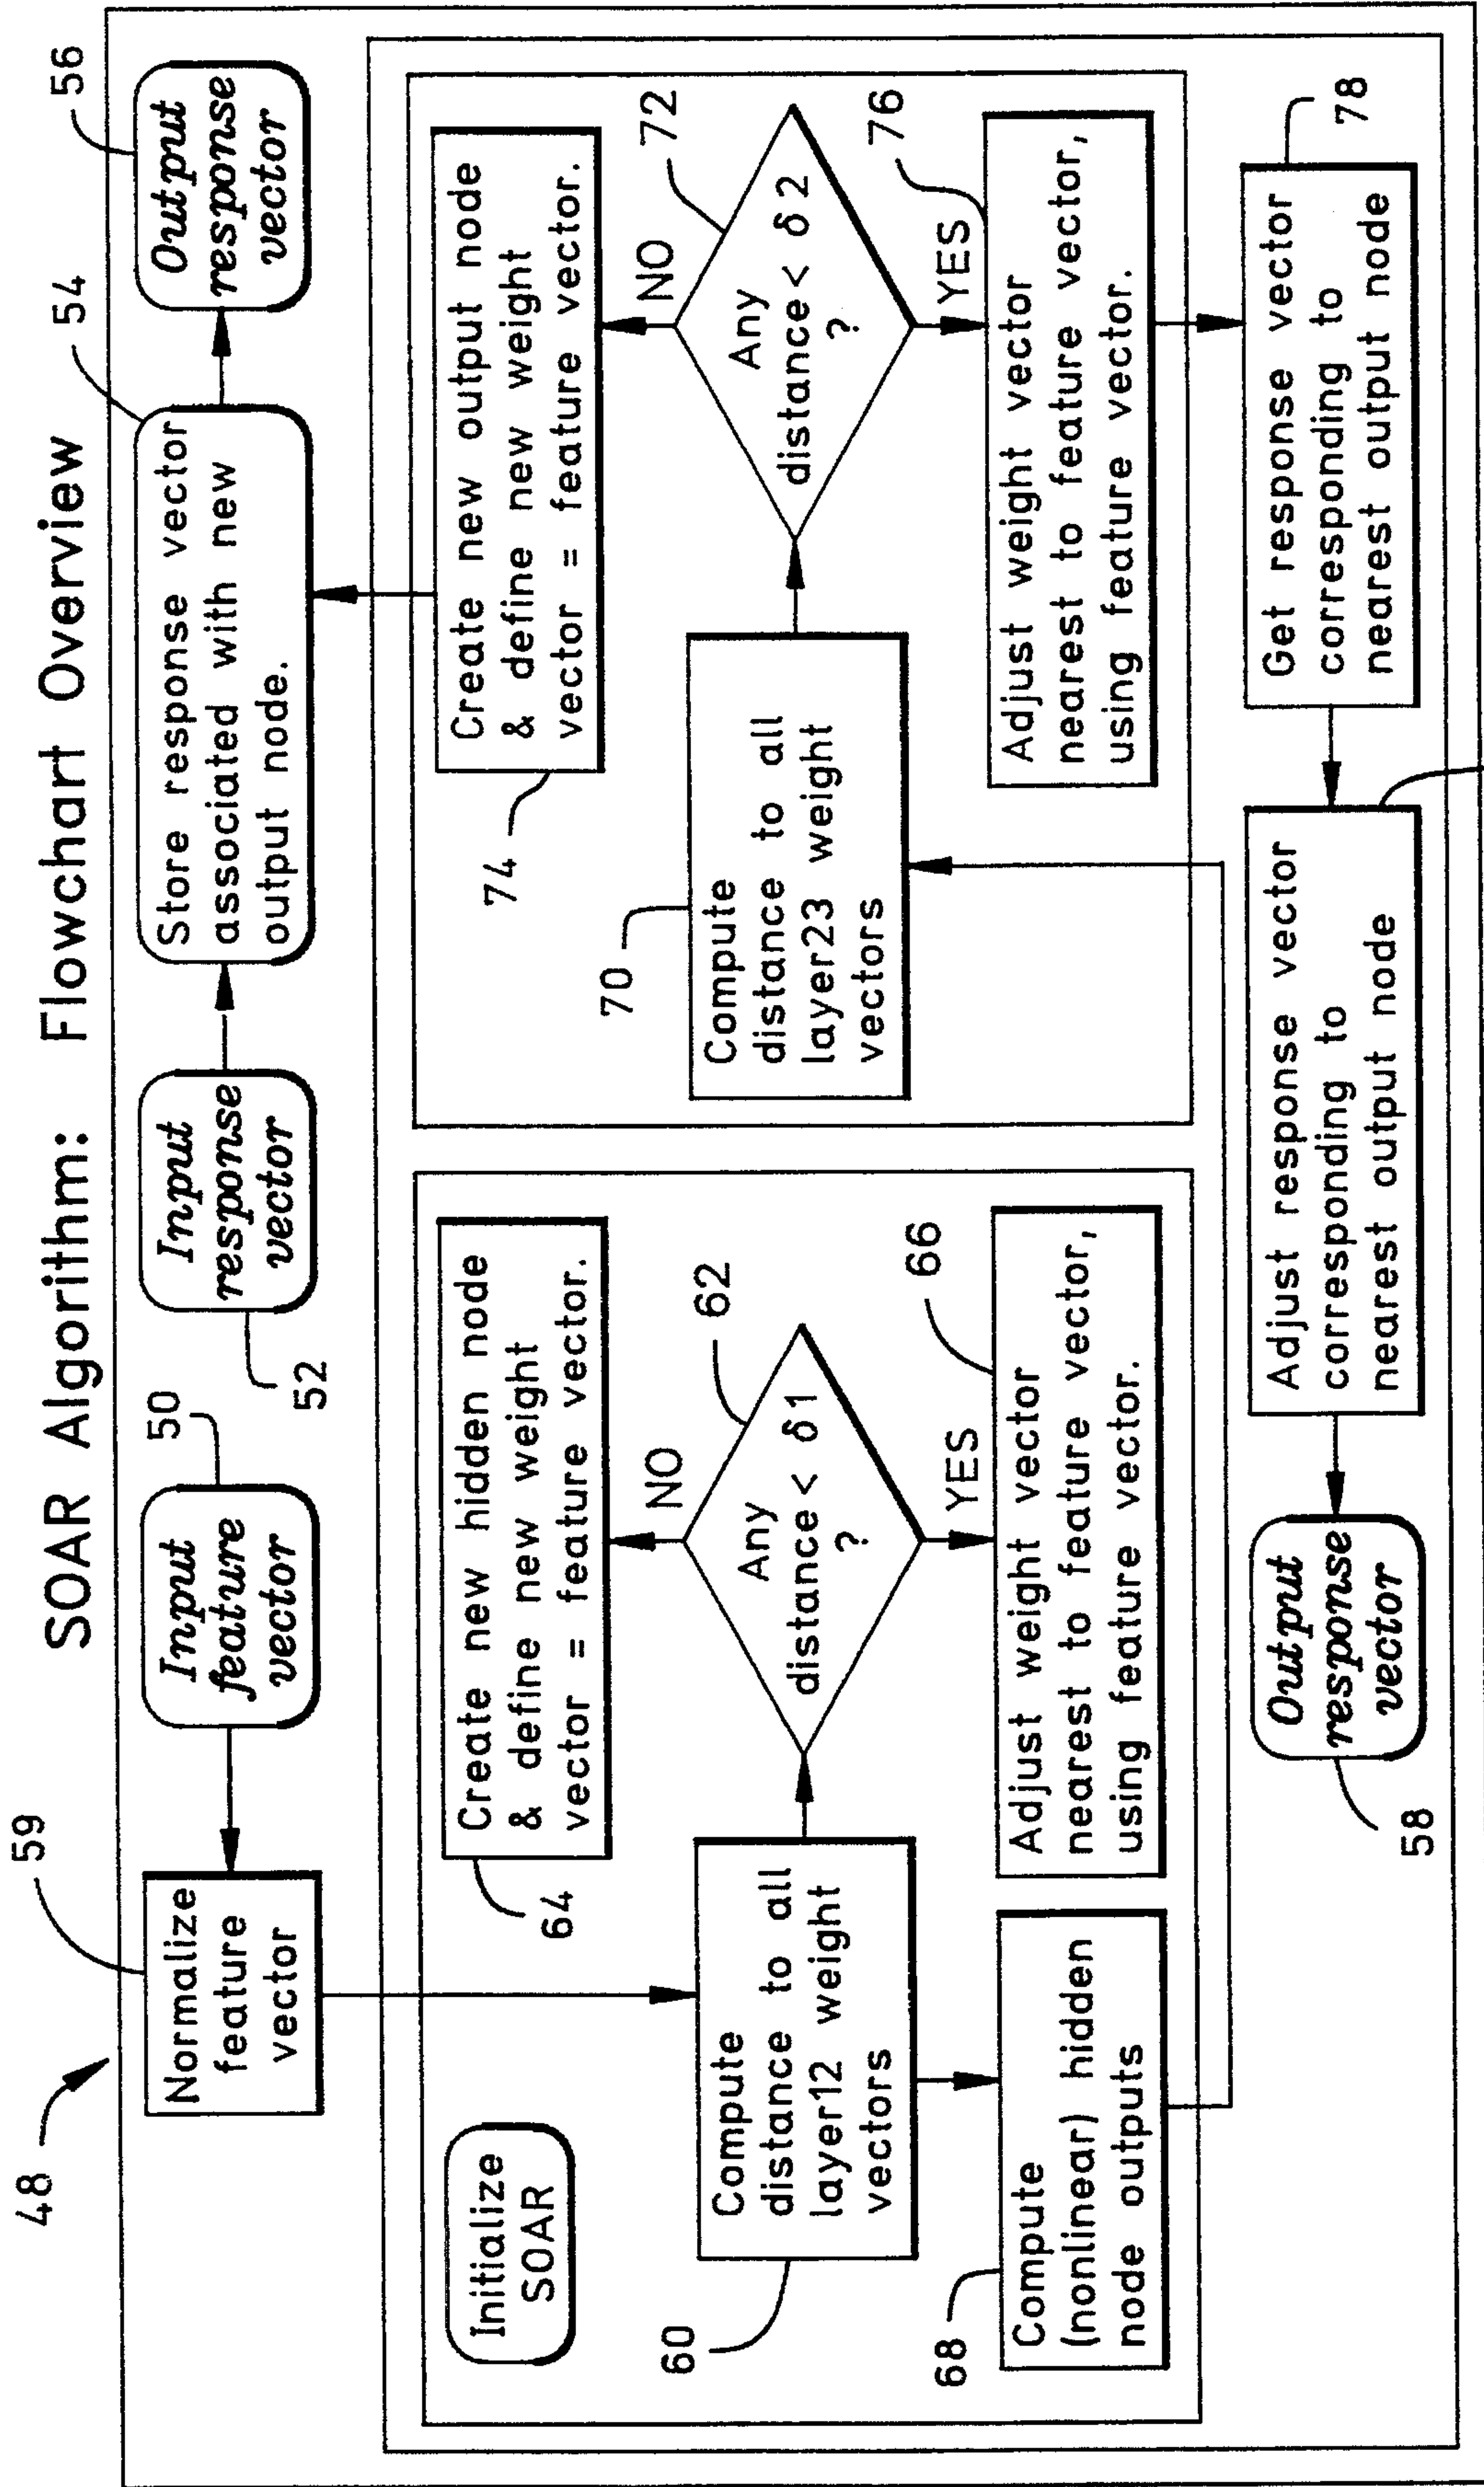 SOAR Algorithm: Flowchart Overview
48
59
Normalize
feature
vector
50
Input
feature
vector
52
Input
response
vector
54
Store response vector
associated with new
output node.
56
Output
response
vector
Initialize
SOAR
64
Create new hidden node
& define new weight
vector = feature vector.
60
Compute
distance to all
layer12 weight
vectors
NO
62
Any
distance < δ 1
?
YES
66
Adjust weight vector
nearest to feature vector,
using feature vector.
68
Compute
(nonlinear) hidden
node outputs
74
Create new output node
& define new weight
vector = feature vector.
70
Compute
distance to all
layer23 weight
vectors
NO
72
Any
distance < δ 2
?
YES
76
Adjust weight vector
nearest to feature vector,
using feature vector.
58
Output
response
vector
Adjust response vector
corresponding to
nearest output node
78
Get response vector
corresponding to
nearest output node